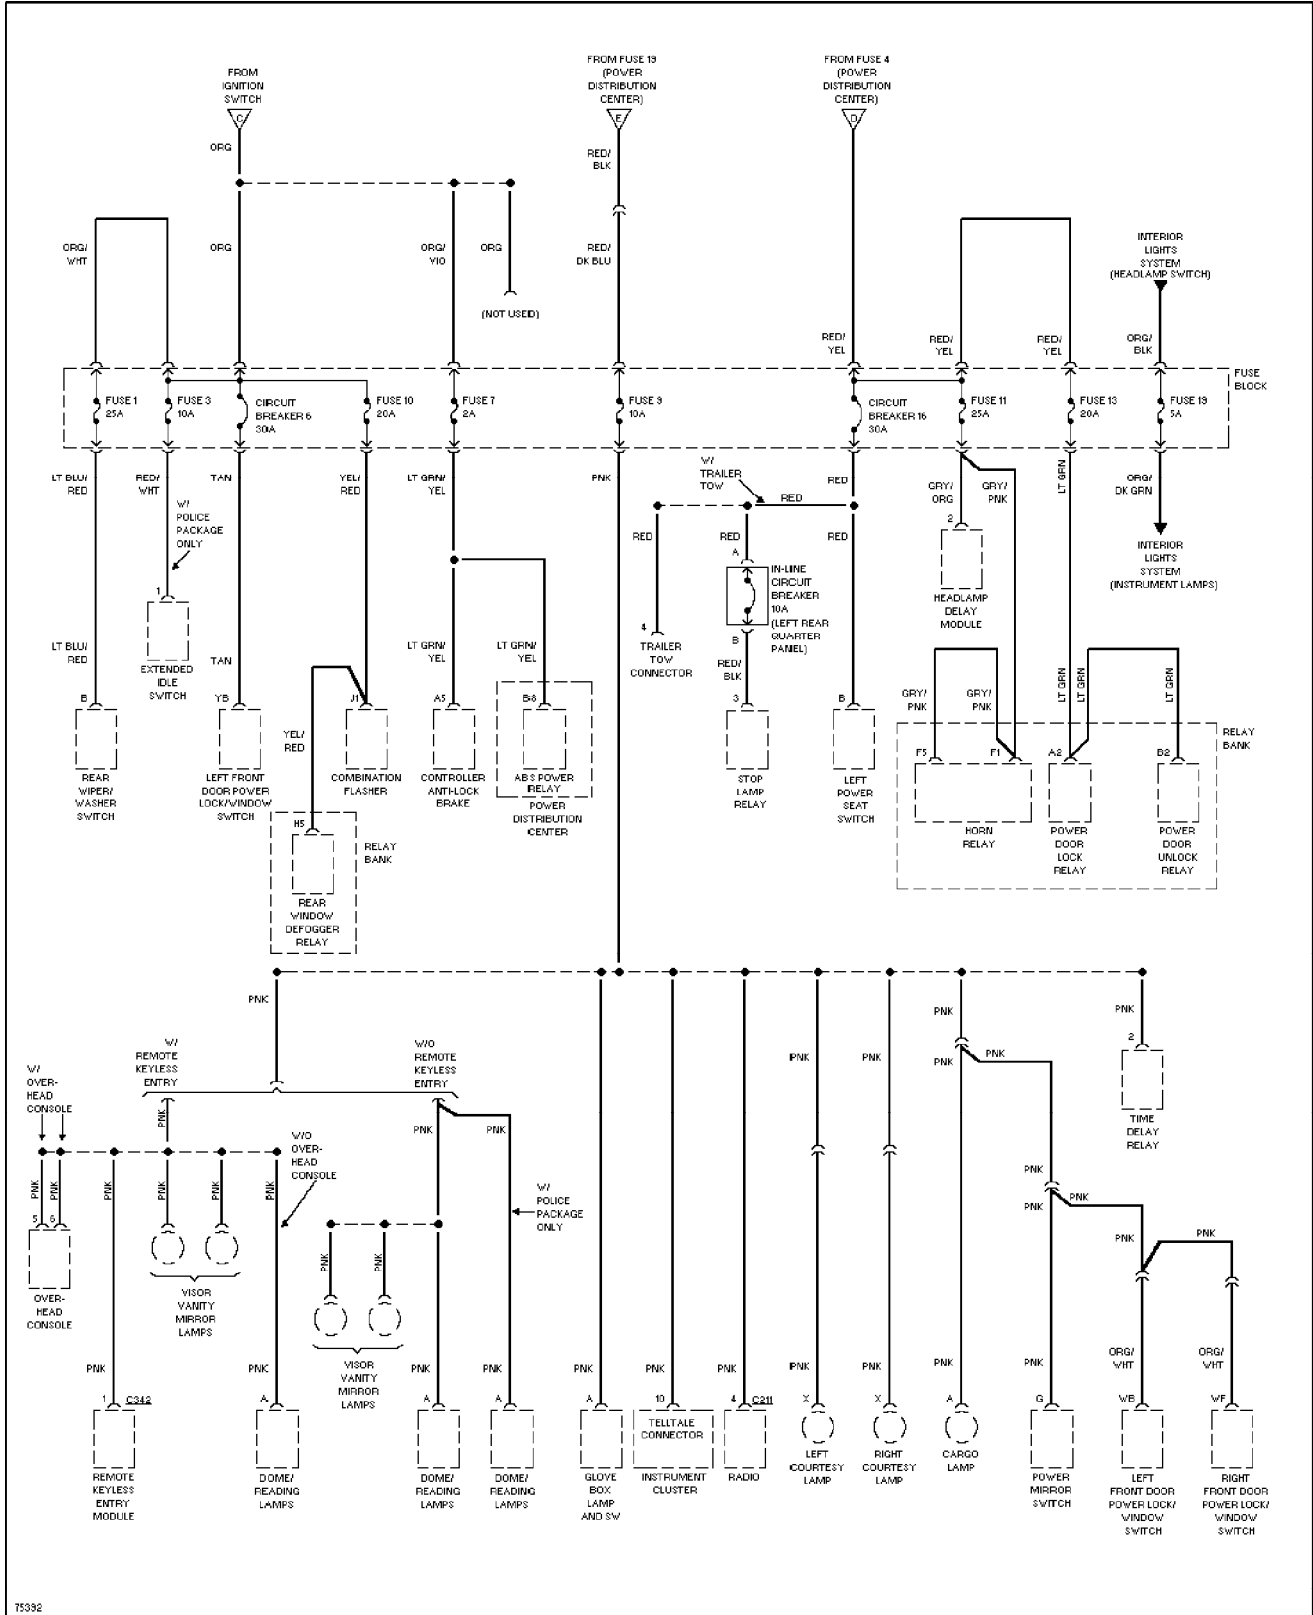 FROM
IGNITION
SWITCH
C
FROM FUSE 19
(POWER
DISTRIBUTION
CENTER)
E
FROM FUSE 4
(POWER
DISTRIBUTION
CENTER)
D
ORG
RED/
BLK
ORG/
WHT
ORG
ORG/
VIO
ORG
(NOT USED)
RED/
DK BLU
RED/
YEL
RED/
YEL
RED/
YEL
INTERIOR
LIGHTS
SYSTEM
(HEADLAMP SWITCH)
ORG/
BLK
FUSE
BLOCK
FUSE 1
25A
FUSE 3
10A
CIRCUIT
BREAKER 6
30A
FUSE 10
20A
FUSE 7
2A
FUSE 9
10A
CIRCUIT
BREAKER 16
30A
FUSE 11
25A
FUSE 13
20A
FUSE 19
5A
LT BLU/
RED
RED/
WHT
TAN
YEL/
RED
LT GRN/
YEL
PNK
W/
TRAILER
TOW
RED
RED
GRY/
ORG
GRY/
PNK
LT GRN
ORG/
DK GRN
W/
POLICE
PACKAGE
ONLY
RED
RED
RED
2
HEADLAMP
DELAY
MODULE
INTERIOR
LIGHTS
SYSTEM
(INSTRUMENT LAMPS)
1
EXTENDED
IDLE
SWITCH
A
IN-LINE
CIRCUIT
BREAKER
10A
(LEFT REAR
QUARTER
PANEL)
B
4
TRAILER
TOW
CONNECTOR
LT BLU/
RED
TAN
LT GRN/
YEL
LT GRN/
YEL
RED/
BLK
GRY/
PNK
GRY/
PNK
LT GRN
LT GRN
LT GRN
B
REAR
WIPER/
WASHER
SWITCH
YB
LEFT FRONT
DOOR POWER
LOCK/WINDOW
SWITCH
YEL/
RED
J1
COMBINATION
FLASHER
A5
CONTROLLER
ANTI-LOCK
BRAKE
B8
ABS POWER
RELAY
POWER
DISTRIBUTION
CENTER
3
STOP
LAMP
RELAY
B
LEFT
POWER
SEAT
SWITCH
RELAY
BANK
F5
F1
HORN
RELAY
A2
POWER
DOOR
LOCK
RELAY
B2
POWER
DOOR
UNLOCK
RELAY
H5
RELAY
BANK
REAR
WINDOW
DEFOGGER
RELAY
PNK
PNK
PNK
PNK
PNK
PNK
PNK
2
TIME
DELAY
RELAY
W/
REMOTE
KEYLESS
ENTRY
W/O
REMOTE
KEYLESS
ENTRY
W/
OVER-
HEAD
CONSOLE
PNK
W/O
OVER-
HEAD
CONSOLE
PNK
PNK
PNK
PNK
PNK
PNK
PNK
PNK
W/
POLICE
PACKAGE
ONLY
PNK
PNK
PNK
5
6
OVER-
HEAD
CONSOLE
VISOR
VANITY
MIRROR
LAMPS
PNK
PNK
VISOR
VANITY
MIRROR
LAMPS
PNK
PNK
PNK
PNK
PNK
PNK
PNK
PNK
PNK
PNK
PNK
PNK
PNK
ORG/
WHT
ORG/
WHT
1
C342
REMOTE
KEYLESS
ENTRY
MODULE
A
DOME/
READING
LAMPS
A
DOME/
READING
LAMPS
A
DOME/
READING
LAMPS
A
GLOVE
BOX
LAMP
AND SW
10
TELLTALE
CONNECTOR
INSTRUMENT
CLUSTER
4
C211
RADIO
X
LEFT
COURTESY
LAMP
X
RIGHT
COURTESY
LAMP
A
CARGO
LAMP
G
POWER
MIRROR
SWITCH
WB
LEFT
FRONT DOOR
POWER LOCK/
WINDOW
SWITCH
WF
RIGHT
FRONT DOOR
POWER LOCK/
WINDOW
SWITCH
75392